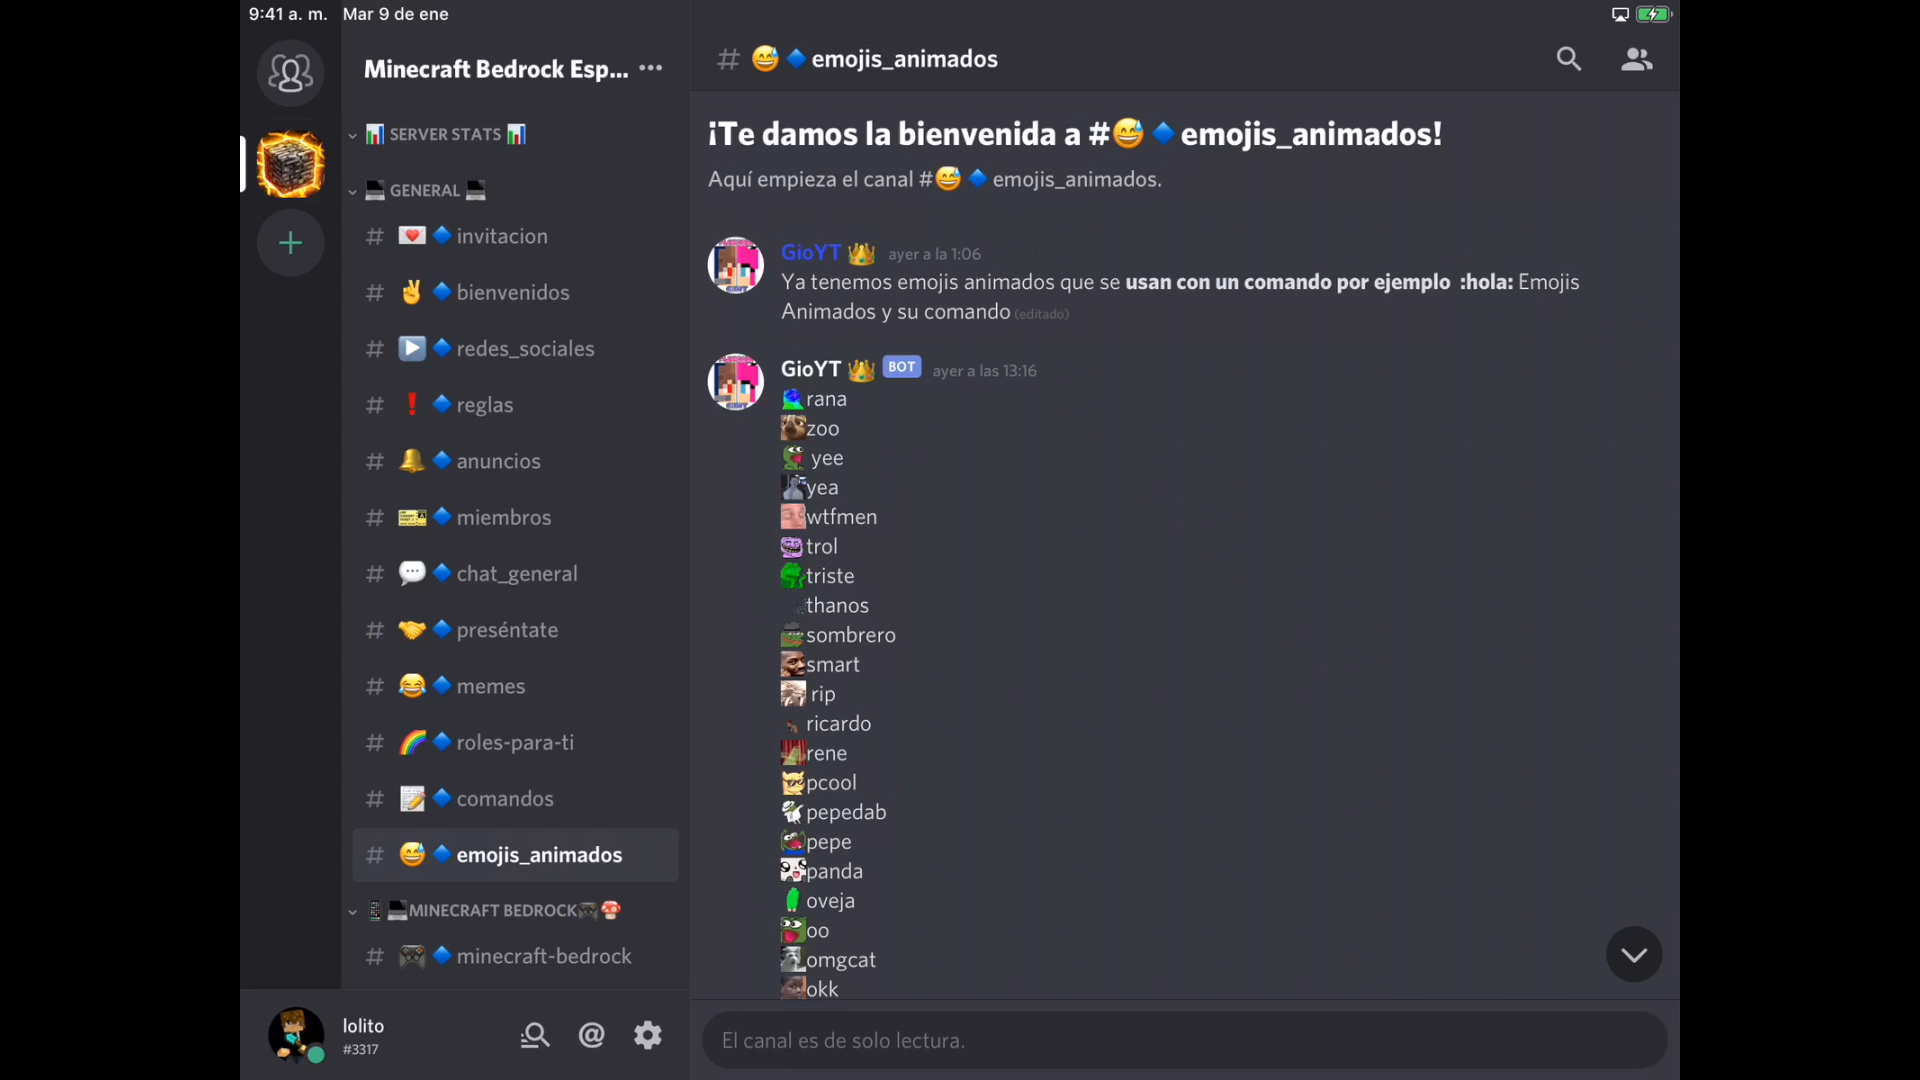 9:41 a. m. Mar 9 de ene
Minecraft Bedrock Esp...
SERVER STATS
GENERAL
# invitacion
# bienvenidos
# redes_sociales
# reglas
# anuncios
# miembros
# chat_general
# preséntate
# memes
# roles-para-ti
# comandos
# emojis_animados
MINECRAFT BEDROCK
# minecraft-bedrock
lolito
#3317
# 😅🔷emojis_animados
¡Te damos la bienvenida a #😅🔷emojis_animados!
Aquí empieza el canal #😅🔷emojis_animados.
GioYT 👑 ayer a la 1:06
Ya tenemos emojis animados que se usan con un comando por ejemplo :hola: Emojis
Animados y su comando (editado)
GioYT 👑 BOT ayer a las 13:16
rana
zoo
yee
yea
wtfmen
trol
triste
thanos
sombrero
smart
rip
ricardo
rene
pcool
pepedab
pepe
panda
oveja
oo
omgcat
okk
El canal es de solo lectura.